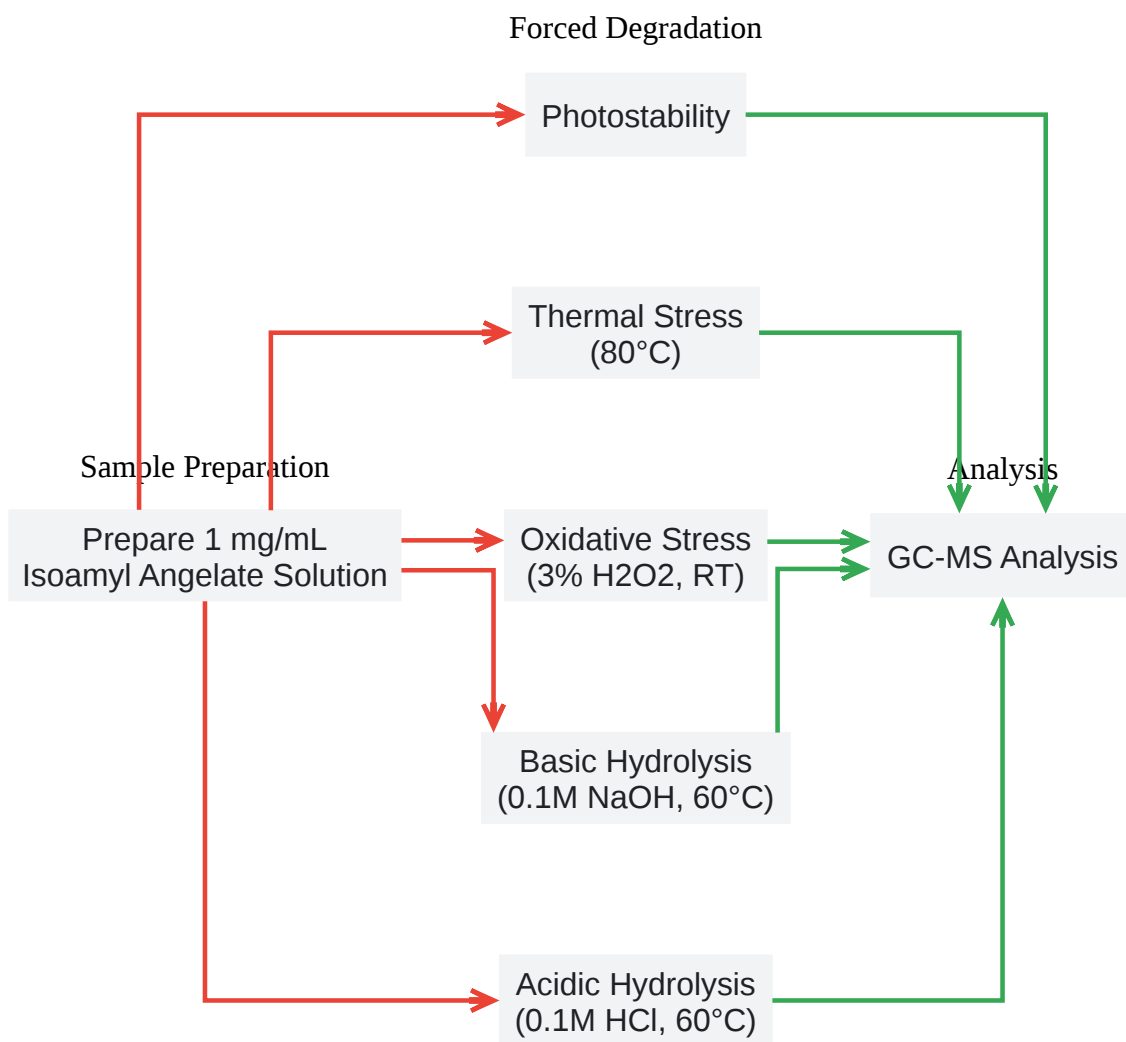 Forced Degradation
Photostability
Thermal Stress
(80°C)
Sample Preparation
Analysis
Prepare 1 mg/mL
Isoamyl Angelate Solution
Oxidative Stress
(3% H2O2, RT)
GC-MS Analysis
Basic Hydrolysis
(0.1M NaOH, 60°C)
Acidic Hydrolysis
(0.1M HCl, 60°C)